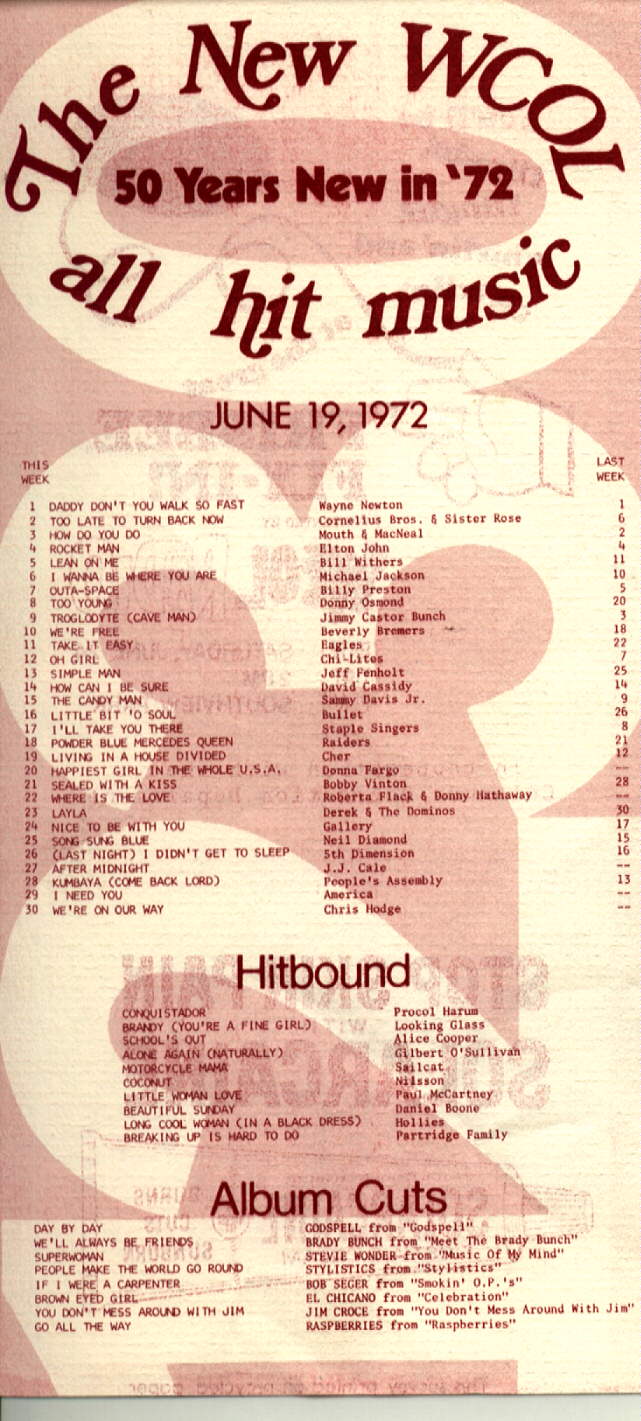 The New WCOL
50 Years New in '72
all hit music
JUNE 19, 1972
THIS WEEK LAST WEEK
1 DADDY DON'T YOU WALK SO FAST Wayne Newton 1
2 TOO LATE TO TURN BACK NOW Cornelius Bros. & Sister Rose 6
3 HOW DO YOU DO Mouth & MacNeal 2
4 ROCKET MAN Elton John 4
5 LEAN ON ME Bill Withers 11
6 I WANNA BE WHERE YOU ARE Michael Jackson 10
7 OUTA-SPACE Billy Preston 5
8 TOO YOUNG Donny Osmond 20
9 TROGLODYTE (CAVE MAN) Jimmy Castor Bunch 3
10 WE'RE FREE Beverly Bremers 18
11 TAKE IT EASY Eagles 22
12 OH GIRL Chi-Lites 7
13 SIMPLE MAN Jeff Fenholt 25
14 HOW CAN I BE SURE David Cassidy 14
15 THE CANDY MAN Sammy Davis Jr. 9
16 LITTLE BIT 'O SOUL Bullet 26
17 I'LL TAKE YOU THERE Staple Singers 8
18 POWDER BLUE MERCEDES QUEEN Raiders 21
19 LIVING IN A HOUSE DIVIDED Cher 12
20 HAPPIEST GIRL IN THE WHOLE U.S.A. Donna Fargo --
21 SEALED WITH A KISS Bobby Vinton 28
22 WHERE IS THE LOVE Roberta Flack & Donny Hathaway --
23 LAYLA Derek & The Dominos 30
24 NICE TO BE WITH YOU Gallery 17
25 SONG SUNG BLUE Neil Diamond 15
26 (LAST NIGHT) I DIDN'T GET TO SLEEP 5th Dimension 16
27 AFTER MIDNIGHT J.J. Cale --
28 KUMBAYA (COME BACK LORD) People's Assembly 13
29 I NEED YOU America --
30 WE'RE ON OUR WAY Chris Hodge --
Hitbound
CONQUISTADOR Procol Harum
BRANDY (YOU'RE A FINE GIRL) Looking Glass
SCHOOL'S OUT Alice Cooper
ALONE AGAIN (NATURALLY) Gilbert O'Sullivan
MOTORCYCLE MAMA Sailcat
COCONUT Nilsson
LITTLE WOMAN LOVE Paul McCartney
BEAUTIFUL SUNDAY Daniel Boone
LONG COOL WOMAN (IN A BLACK DRESS) Hollies
BREAKING UP IS HARD TO DO Partridge Family
Album Cuts
DAY BY DAY GODSPELL from "Godspell"
WE'LL ALWAYS BE FRIENDS BRADY BUNCH from "Meet The Brady Bunch"
SUPERWOMAN STEVIE WONDER from "Music Of My Mind"
PEOPLE MAKE THE WORLD GO ROUND STYLISTICS from "Stylistics"
IF I WERE A CARPENTER BOB SEGER from "Smokin' O.P.'s"
BROWN EYED GIRL EL CHICANO from "Celebration"
YOU DON'T MESS AROUND WITH JIM JIM CROCE from "You Don't Mess Around With Jim"
GO ALL THE WAY RASPBERRIES from "Raspberries"